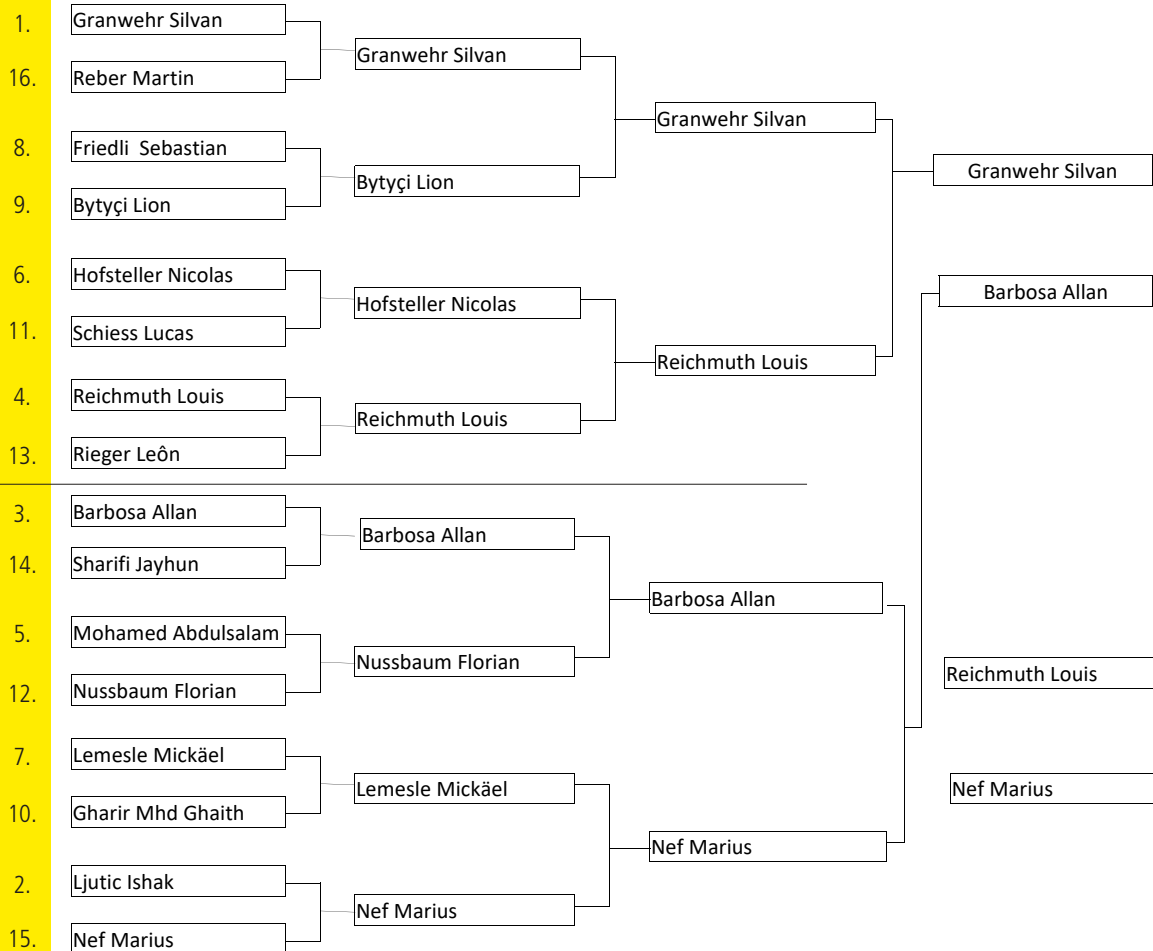 1. Granwehr Silvan
16. Reber Martin
8. Friedli  Sebastian
9. Bytyçi Lion
6. Hofsteller Nicolas
11. Schiess Lucas
4. Reichmuth Louis
13. Rieger Leôn
3. Barbosa Allan
14. Sharifi Jayhun
5. Mohamed Abdulsalam
12. Nussbaum Florian
7. Lemesle Mickäel
10. Gharir Mhd Ghaith
2. Ljutic Ishak
15. Nef Marius
Granwehr Silvan
Bytyçi Lion
Hofsteller Nicolas
Reichmuth Louis
Barbosa Allan
Nussbaum Florian
Lemesle Mickäel
Nef Marius
Granwehr Silvan
Reichmuth Louis
Barbosa Allan
Nef Marius
Granwehr Silvan
Barbosa Allan
Reichmuth Louis
Nef Marius